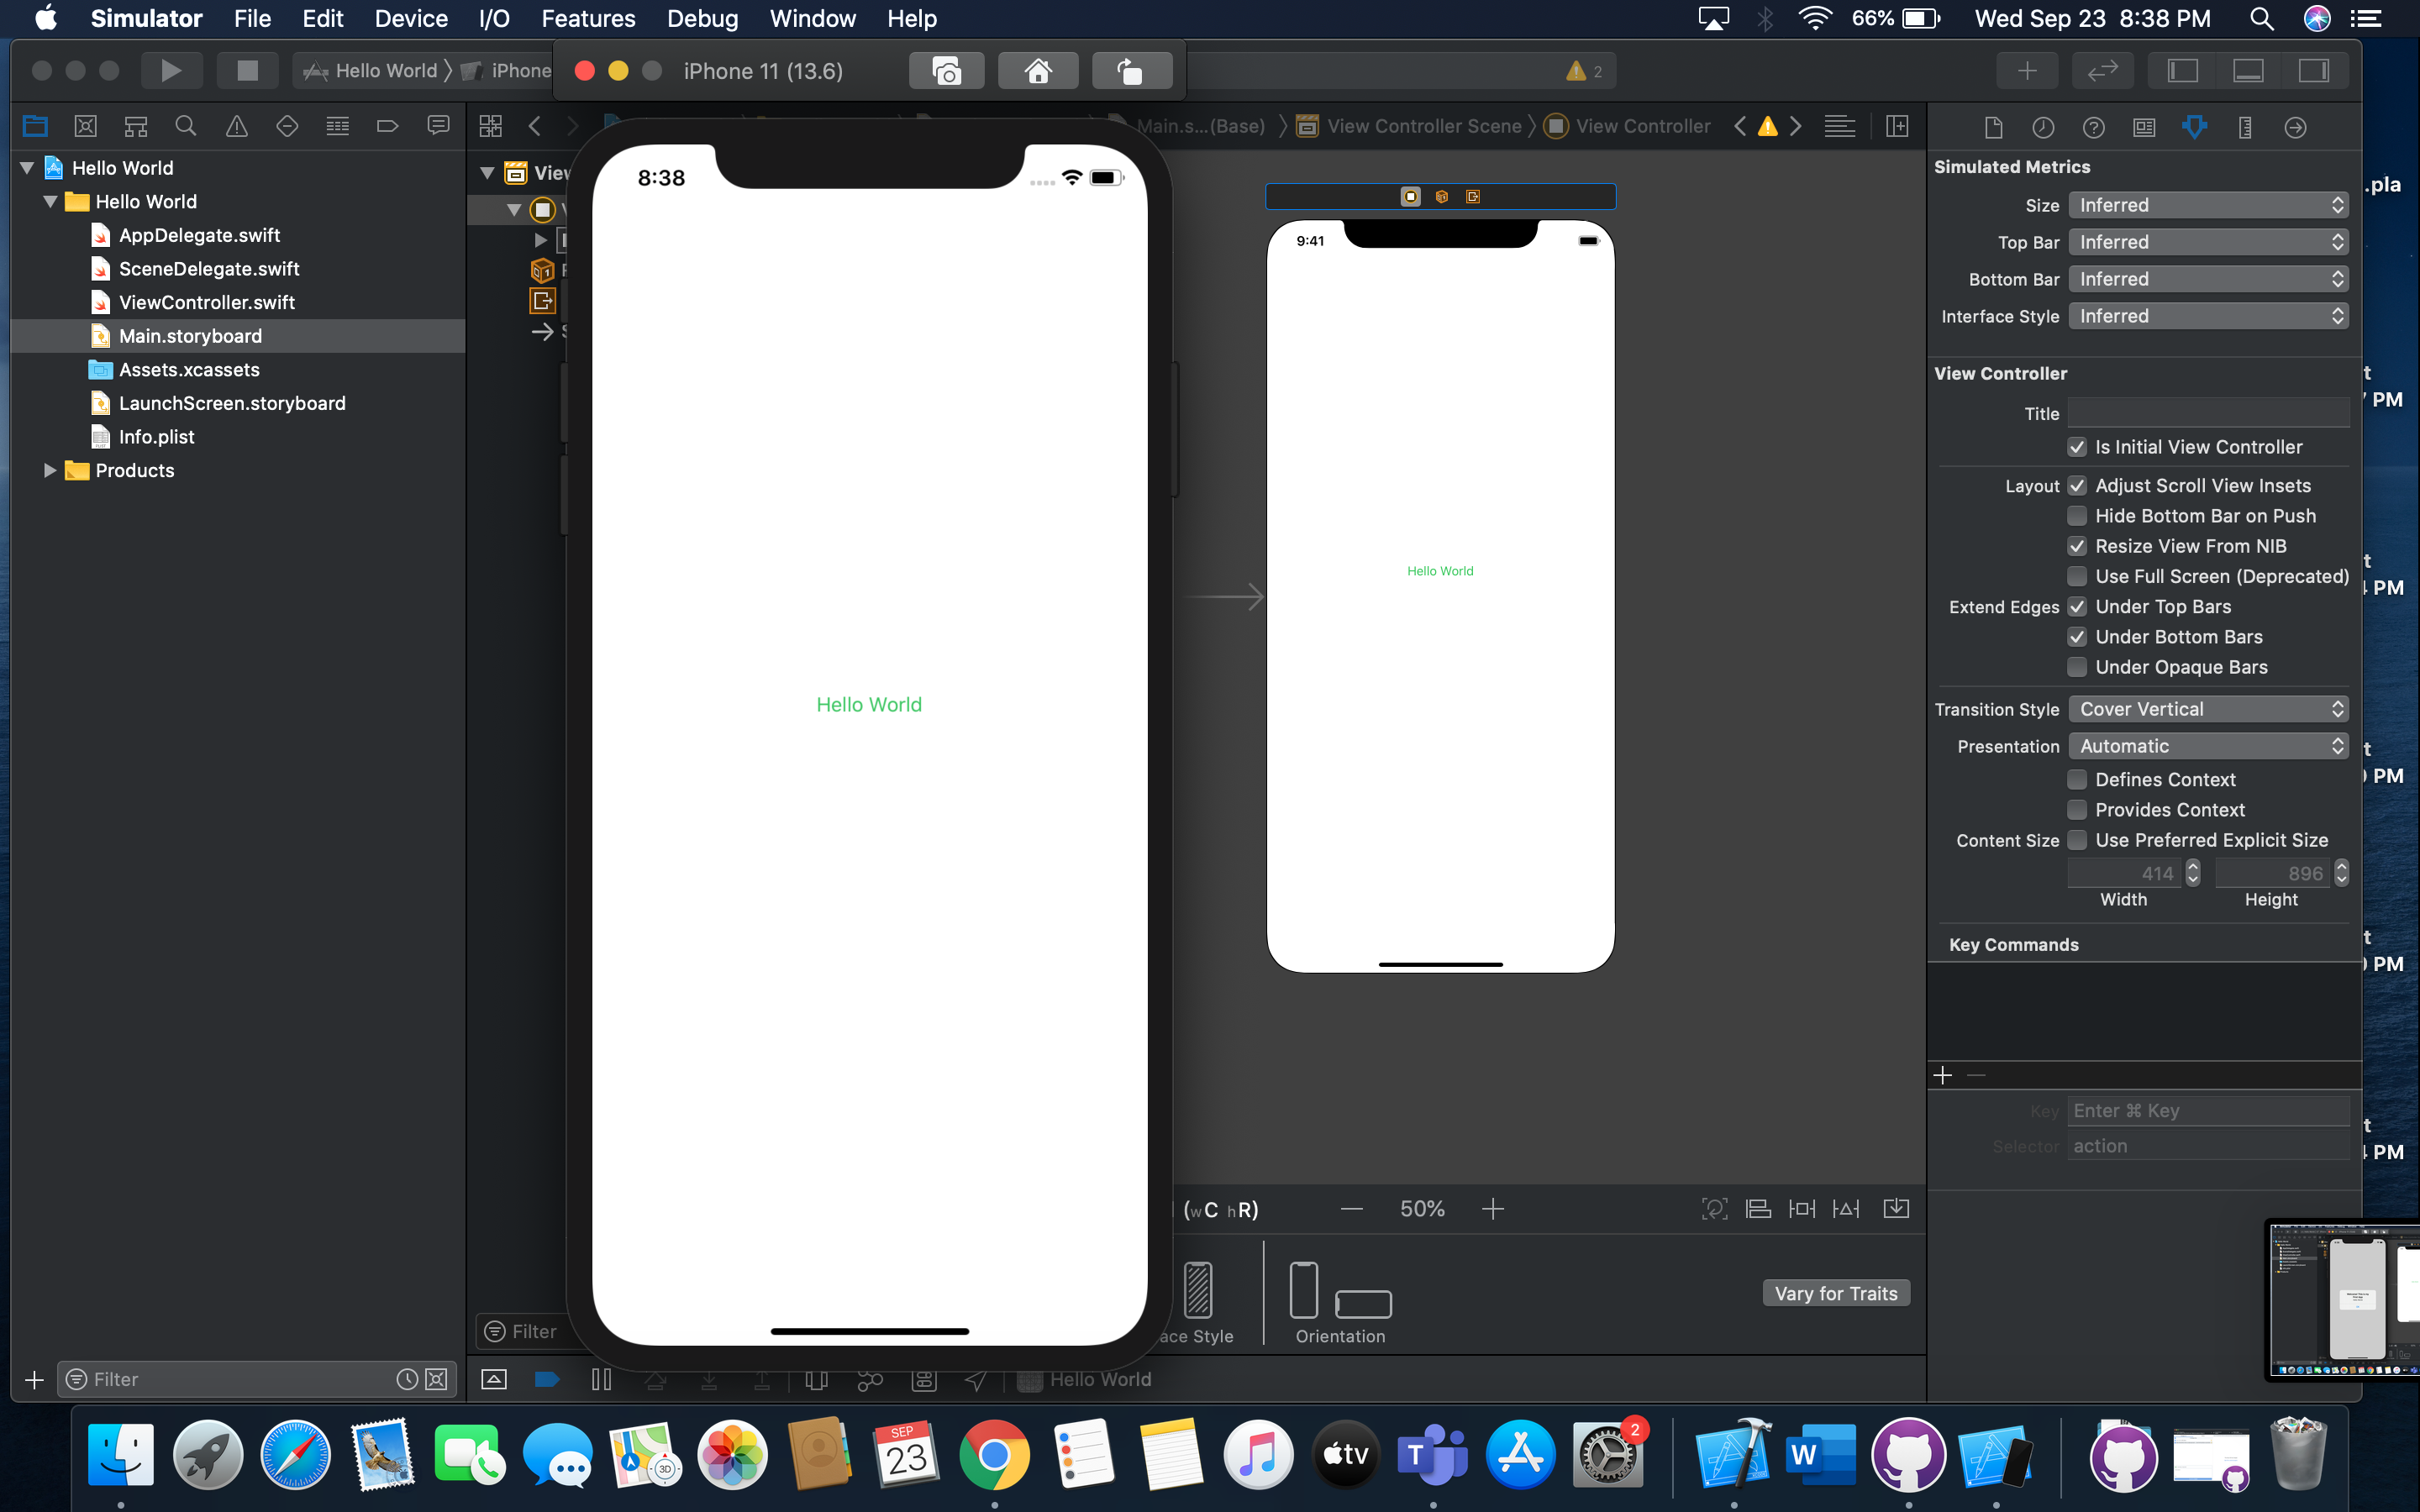 Simulator File Edit Device I/O Features Debug Window Help 66% Wed Sep 23 8:38 PM
Hello World iPhone
iPhone 11 (13.6)
2
Main.s...(Base) View Controller Scene View Controller
Hello World
Hello World
AppDelegate.swift
SceneDelegate.swift
ViewController.swift
Main.storyboard
Assets.xcassets
LaunchScreen.storyboard
Info.plist
Products
Filter
View
8:38
Hello World
Filter
9:41
Hello World
(wC hR)
50%
ace Style
Orientation
Vary for Traits
Hello World
Simulated Metrics
Size Inferred
Top Bar Inferred
Bottom Bar Inferred
Interface Style Inferred
View Controller
Title
Is Initial View Controller
Layout Adjust Scroll View Insets
Hide Bottom Bar on Push
Resize View From NIB
Use Full Screen (Deprecated)
Extend Edges Under Top Bars
Under Bottom Bars
Under Opaque Bars
Transition Style Cover Vertical
Presentation Automatic
Defines Context
Provides Context
Content Size Use Preferred Explicit Size
414 896
Width Height
Key Commands
Key Enter ⌘ Key
Selector action
.pla
t
PM
t
PM
t
PM
t
PM
t
PM
SEP
23
3D
tv
T
2
W